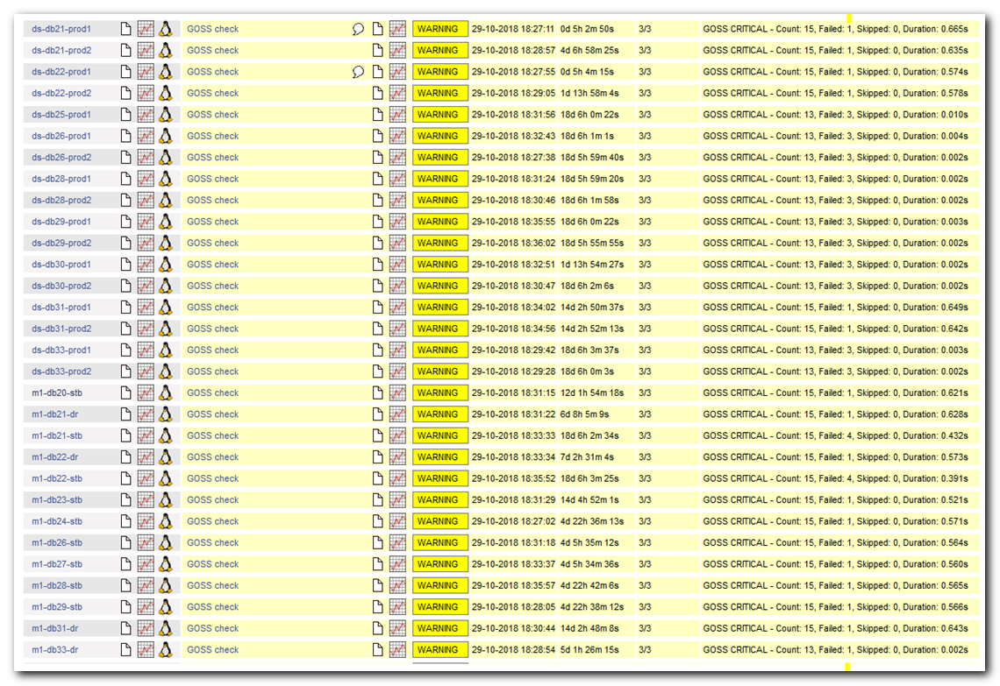 ds-db21-prod1 GOSS check WARNING 29-10-2018 18:27:11 0d 5h 2m 50s 3/3 GOSS CRITICAL - Count: 15, Failed: 1, Skipped: 0, Duration: 0.665s
ds-db21-prod2 GOSS check WARNING 29-10-2018 18:28:57 4d 6h 58m 25s 3/3 GOSS CRITICAL - Count: 15, Failed: 1, Skipped: 0, Duration: 0.635s
ds-db22-prod1 GOSS check WARNING 29-10-2018 18:27:55 0d 5h 4m 15s 3/3 GOSS CRITICAL - Count: 15, Failed: 1, Skipped: 0, Duration: 0.574s
ds-db22-prod2 GOSS check WARNING 29-10-2018 18:29:05 1d 13h 58m 4s 3/3 GOSS CRITICAL - Count: 15, Failed: 1, Skipped: 0, Duration: 0.578s
ds-db25-prod1 GOSS check WARNING 29-10-2018 18:31:56 18d 6h 0m 22s 3/3 GOSS CRITICAL - Count: 13, Failed: 3, Skipped: 0, Duration: 0.010s
ds-db26-prod1 GOSS check WARNING 29-10-2018 18:32:43 18d 6h 1m 1s 3/3 GOSS CRITICAL - Count: 13, Failed: 3, Skipped: 0, Duration: 0.004s
ds-db26-prod2 GOSS check WARNING 29-10-2018 18:27:38 18d 5h 59m 40s 3/3 GOSS CRITICAL - Count: 13, Failed: 3, Skipped: 0, Duration: 0.002s
ds-db28-prod1 GOSS check WARNING 29-10-2018 18:31:24 18d 5h 59m 20s 3/3 GOSS CRITICAL - Count: 13, Failed: 3, Skipped: 0, Duration: 0.002s
ds-db28-prod2 GOSS check WARNING 29-10-2018 18:30:46 18d 6h 1m 58s 3/3 GOSS CRITICAL - Count: 13, Failed: 3, Skipped: 0, Duration: 0.002s
ds-db29-prod1 GOSS check WARNING 29-10-2018 18:35:55 18d 6h 0m 22s 3/3 GOSS CRITICAL - Count: 13, Failed: 3, Skipped: 0, Duration: 0.003s
ds-db29-prod2 GOSS check WARNING 29-10-2018 18:36:02 18d 5h 55m 55s 3/3 GOSS CRITICAL - Count: 13, Failed: 3, Skipped: 0, Duration: 0.002s
ds-db30-prod1 GOSS check WARNING 29-10-2018 18:32:51 1d 13h 54m 27s 3/3 GOSS CRITICAL - Count: 13, Failed: 3, Skipped: 0, Duration: 0.002s
ds-db30-prod2 GOSS check WARNING 29-10-2018 18:30:47 18d 6h 2m 6s 3/3 GOSS CRITICAL - Count: 13, Failed: 3, Skipped: 0, Duration: 0.002s
ds-db31-prod1 GOSS check WARNING 29-10-2018 18:34:02 14d 2h 50m 37s 3/3 GOSS CRITICAL - Count: 15, Failed: 1, Skipped: 0, Duration: 0.649s
ds-db31-prod2 GOSS check WARNING 29-10-2018 18:34:56 14d 2h 52m 13s 3/3 GOSS CRITICAL - Count: 15, Failed: 1, Skipped: 0, Duration: 0.642s
ds-db33-prod1 GOSS check WARNING 29-10-2018 18:29:42 18d 6h 3m 37s 3/3 GOSS CRITICAL - Count: 13, Failed: 3, Skipped: 0, Duration: 0.003s
ds-db33-prod2 GOSS check WARNING 29-10-2018 18:29:28 18d 6h 0m 3s 3/3 GOSS CRITICAL - Count: 13, Failed: 3, Skipped: 0, Duration: 0.002s
m1-db20-stb GOSS check WARNING 29-10-2018 18:31:15 12d 1h 54m 18s 3/3 GOSS CRITICAL - Count: 15, Failed: 1, Skipped: 0, Duration: 0.621s
m1-db21-dr GOSS check WARNING 29-10-2018 18:31:22 6d 8h 5m 9s 3/3 GOSS CRITICAL - Count: 15, Failed: 1, Skipped: 0, Duration: 0.628s
m1-db21-stb GOSS check WARNING 29-10-2018 18:33:33 18d 6h 2m 34s 3/3 GOSS CRITICAL - Count: 15, Failed: 4, Skipped: 0, Duration: 0.432s
m1-db22-dr GOSS check WARNING 29-10-2018 18:33:34 7d 2h 31m 4s 3/3 GOSS CRITICAL - Count: 15, Failed: 1, Skipped: 0, Duration: 0.573s
m1-db22-stb GOSS check WARNING 29-10-2018 18:35:52 18d 6h 3m 25s 3/3 GOSS CRITICAL - Count: 15, Failed: 4, Skipped: 0, Duration: 0.391s
m1-db23-stb GOSS check WARNING 29-10-2018 18:31:29 14d 4h 52m 1s 3/3 GOSS CRITICAL - Count: 15, Failed: 1, Skipped: 0, Duration: 0.521s
m1-db24-stb GOSS check WARNING 29-10-2018 18:27:02 4d 22h 36m 13s 3/3 GOSS CRITICAL - Count: 15, Failed: 1, Skipped: 0, Duration: 0.571s
m1-db26-stb GOSS check WARNING 29-10-2018 18:31:18 4d 5h 35m 12s 3/3 GOSS CRITICAL - Count: 15, Failed: 1, Skipped: 0, Duration: 0.564s
m1-db27-stb GOSS check WARNING 29-10-2018 18:33:37 4d 5h 34m 36s 3/3 GOSS CRITICAL - Count: 15, Failed: 1, Skipped: 0, Duration: 0.560s
m1-db28-stb GOSS check WARNING 29-10-2018 18:35:57 4d 22h 42m 6s 3/3 GOSS CRITICAL - Count: 15, Failed: 1, Skipped: 0, Duration: 0.565s
m1-db29-stb GOSS check WARNING 29-10-2018 18:28:05 4d 22h 38m 12s 3/3 GOSS CRITICAL - Count: 15, Failed: 1, Skipped: 0, Duration: 0.566s
m1-db31-dr GOSS check WARNING 29-10-2018 18:30:44 14d 2h 48m 8s 3/3 GOSS CRITICAL - Count: 15, Failed: 1, Skipped: 0, Duration: 0.643s
m1-db33-dr GOSS check WARNING 29-10-2018 18:28:54 5d 1h 26m 15s 3/3 GOSS CRITICAL - Count: 13, Failed: 1, Skipped: 0, Duration: 0.002s